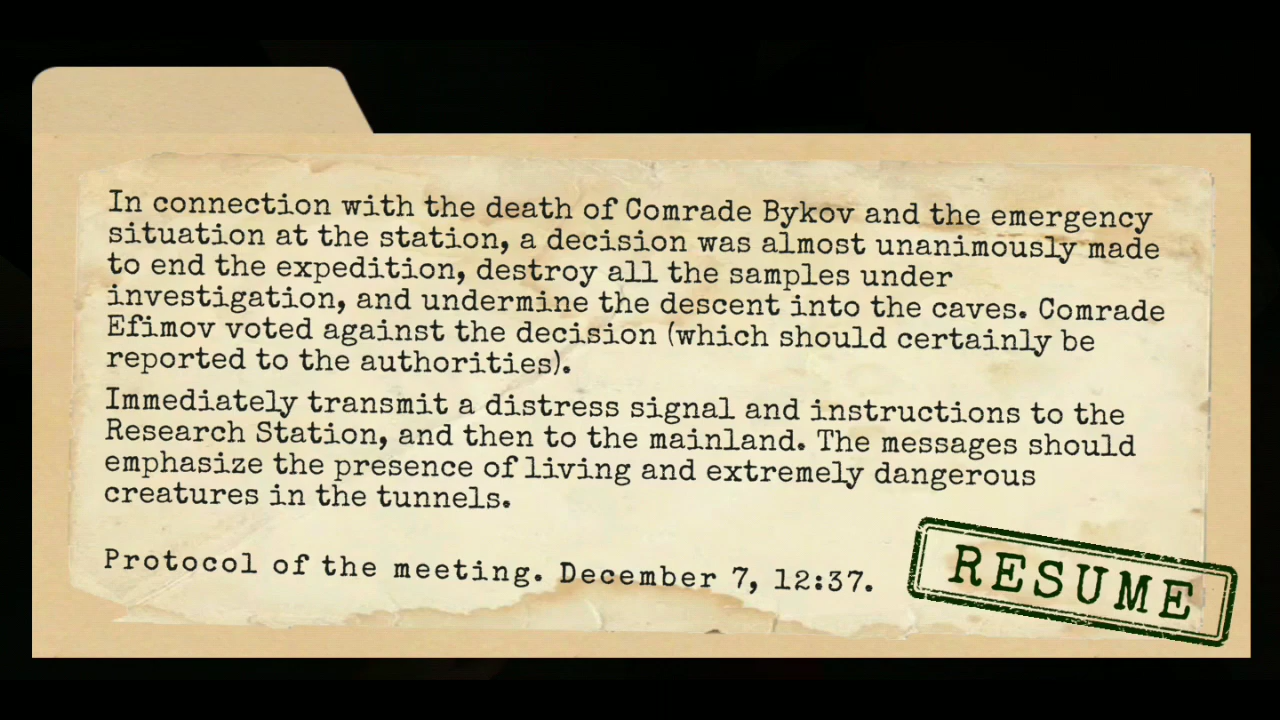 In connection with the death of Comrade Bykov and the emergency
situation at the station, a decision was almost unanimously made
to end the expedition, destroy all the samples under
investigation, and undermine the descent into the caves. Comrade
Efimov voted against the decision (which should certainly be
reported to the authorities).
Immediately transmit a distress signal and instructions to the
Research Station, and then to the mainland. The messages should
emphasize the presence of living and extremely dangerous
creatures in the tunnels.
Protocol of the meeting. December 7, 12:37.
RESUME